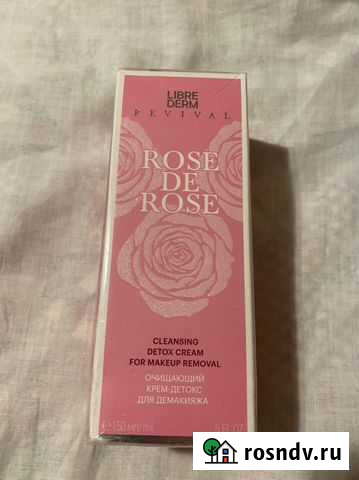 LIBRE
DERM
REVIVAL
ROSE
DE
ROSE
CLEANSING
DETOX CREAM
FOR MAKEUP REMOVAL
ОЧИЩАЮЩИЙ
КРЕМ-ДЕТОКС
ДЛЯ ДЕМАКИЯЖА
rosndv.ru